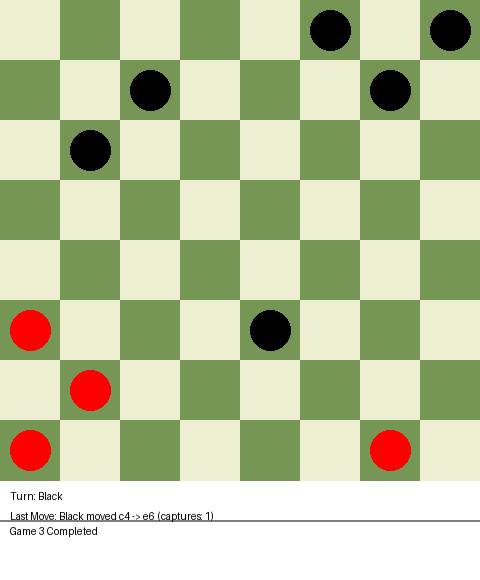 Turn: Black
Last Move: Black moved c4 -> e6 (captures: 1)
Game 3 Completed